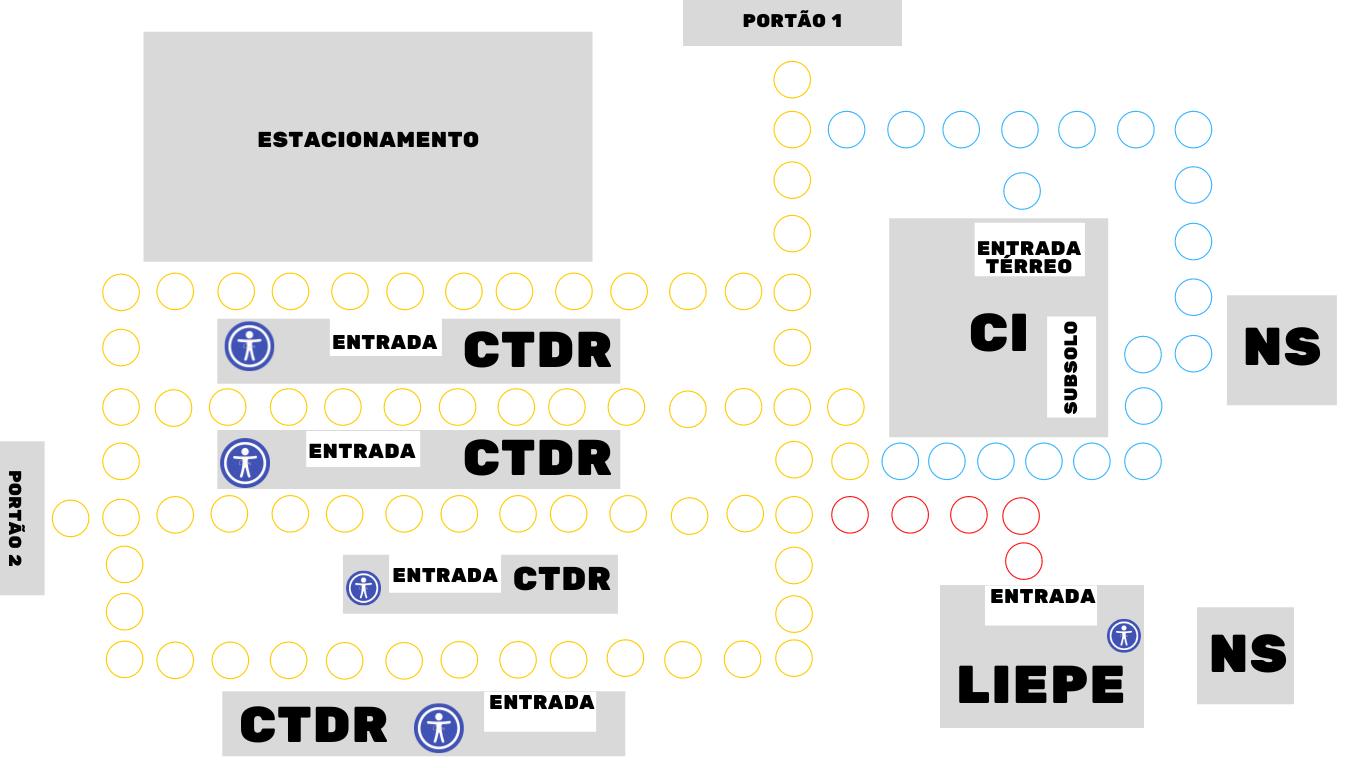 PORTÃO 1
ESTACIONAMENTO
ENTRADA
TÉRREO
CI
SUBSOLO
NS
ENTRADA
CTDR
ENTRADA
CTDR
PORTÃO 2
ENTRADA
CTDR
ENTRADA
LIEPE
NS
CTDR
ENTRADA